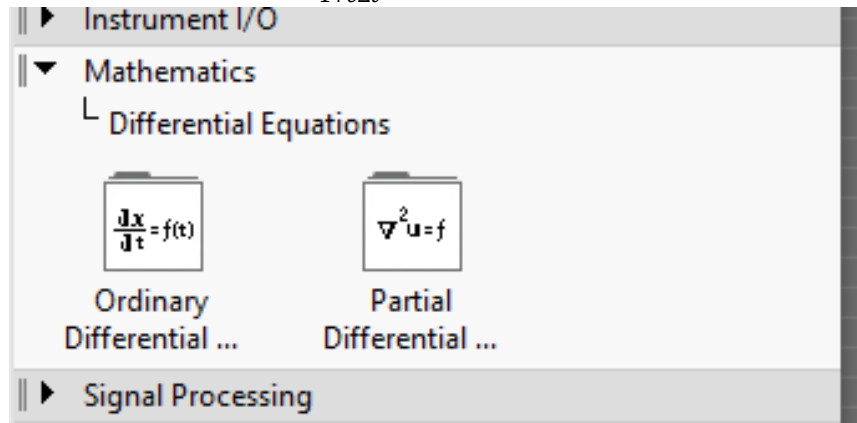 Instrument I/O
Mathematics
Differential Equations
dx/dt=f(t)
∇²u=f
Ordinary Differential ...
Partial Differential ...
Signal Processing